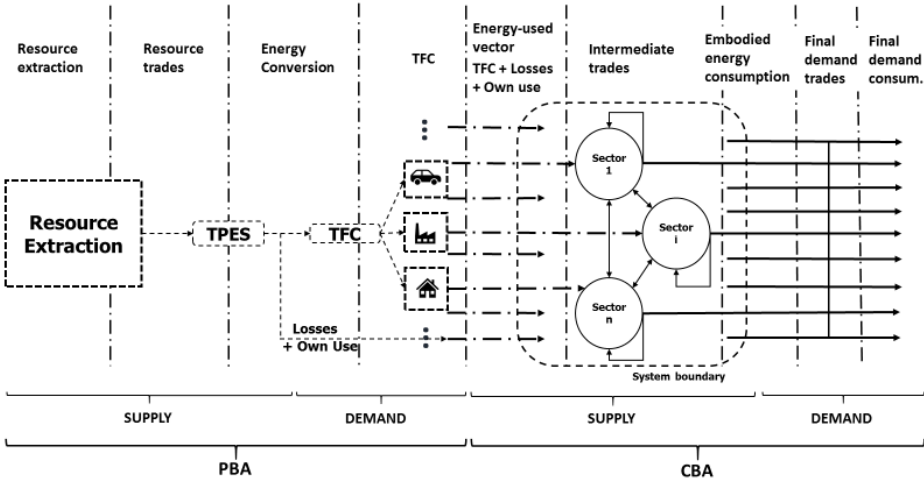 Resource
extraction
Resource
trades
Energy
Conversion
TFC
Energy-used
vector
TFC + Losses
+ Own use
Intermediate trades
Embodied
energy
consumption
Final
demand
trades
Final
demand
consum.
Resource
Extraction
TPES
TFC
Losses
+ Own Use
Sector
1
Sector
i
Sector
n
System boundary
SUPPLY
DEMAND
SUPPLY
DEMAND
PBA
CBA